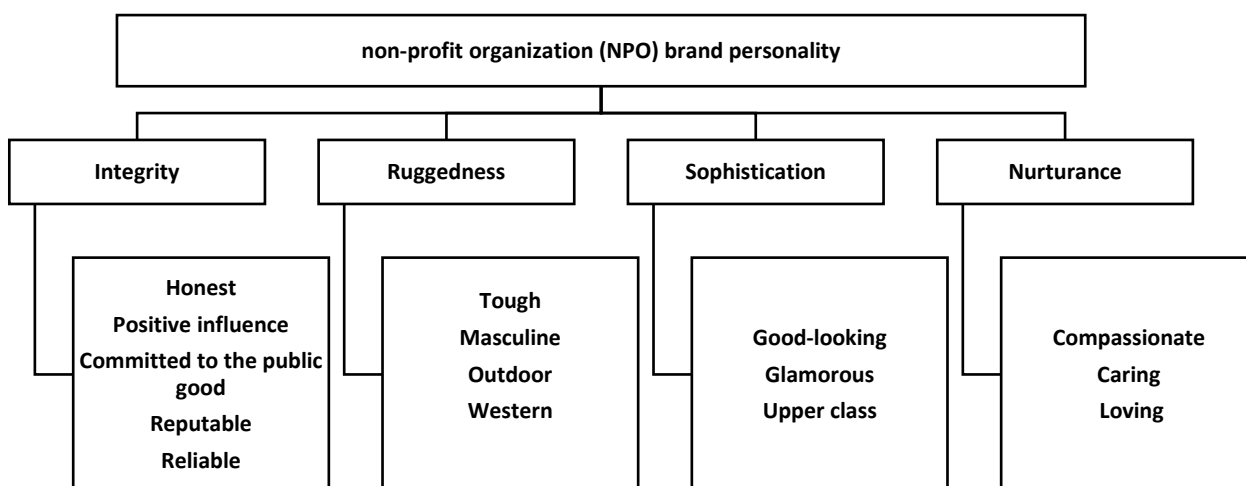 non-profit organization (NPO) brand personality
Integrity
Ruggedness
Sophistication
Nurturance
Honest
Positive influence
Committed to the public
good
Reputable
Reliable
Tough
Masculine
Outdoor
Western
Good-looking
Glamorous
Upper class
Compassionate
Caring
Loving